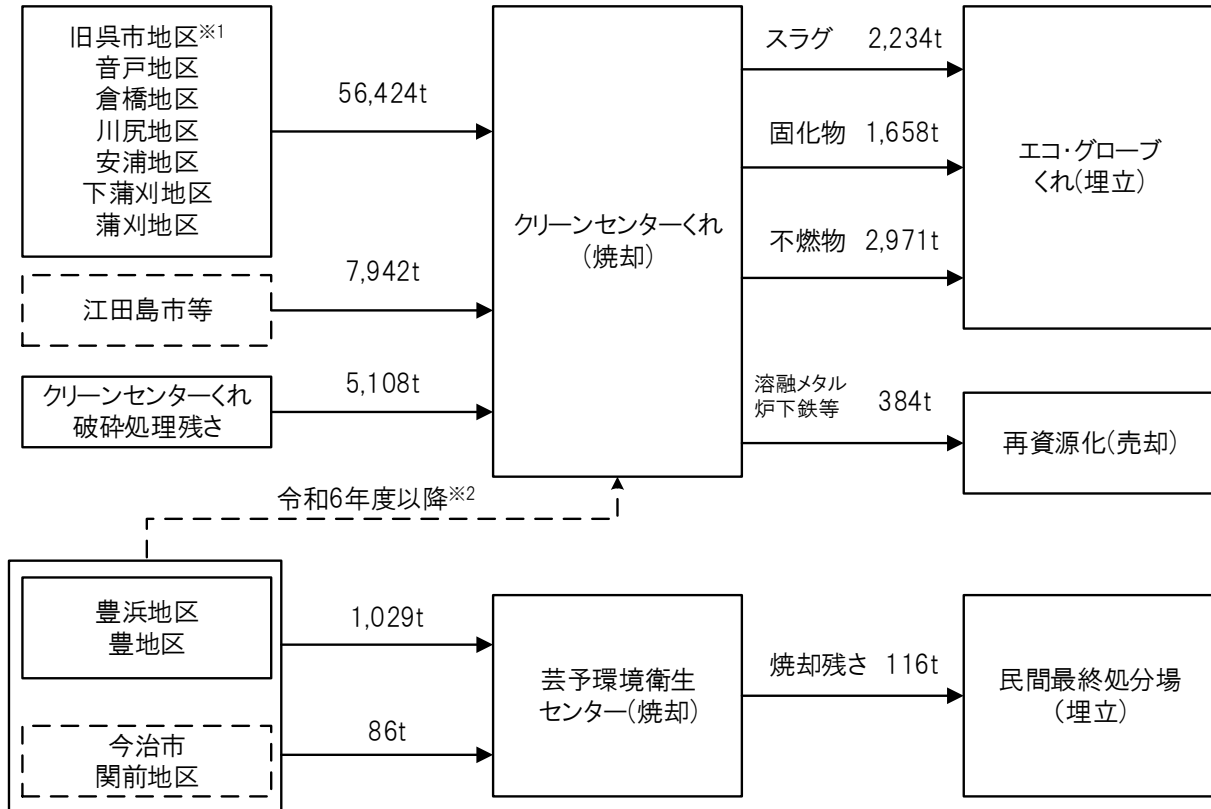 旧呉市地区※1
音戸地区
倉橋地区
川尻地区
安浦地区
下蒲刈地区
蒲刈地区
56,424t
江田島市等
7,942t
クリーンセンターくれ
破砕処理残さ
5,108t
クリーンセンターくれ
(焼却)
スラグ 2,234t
固化物 1,658t
不燃物 2,971t
エコ・グローブ
くれ(埋立)
溶融メタル
炉下鉄等
384t
再資源化(売却)
令和6年度以降※2
豊浜地区
豊地区
1,029t
今治市
関前地区
86t
芸予環境衛生
センター(焼却)
焼却残さ 116t
民間最終処分場
(埋立)